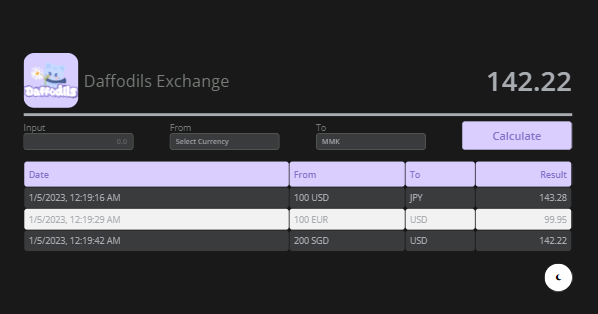 Daffodils
Daffodils Exchange
142.22
Input
From
To
0.0
Select Currency
MMK
Calculate
Date From To Result
1/5/2023, 12:19:16 AM 100 USD JPY 143.28
1/5/2023, 12:19:29 AM 100 EUR USD 99.95
1/5/2023, 12:19:42 AM 200 SGD USD 142.22